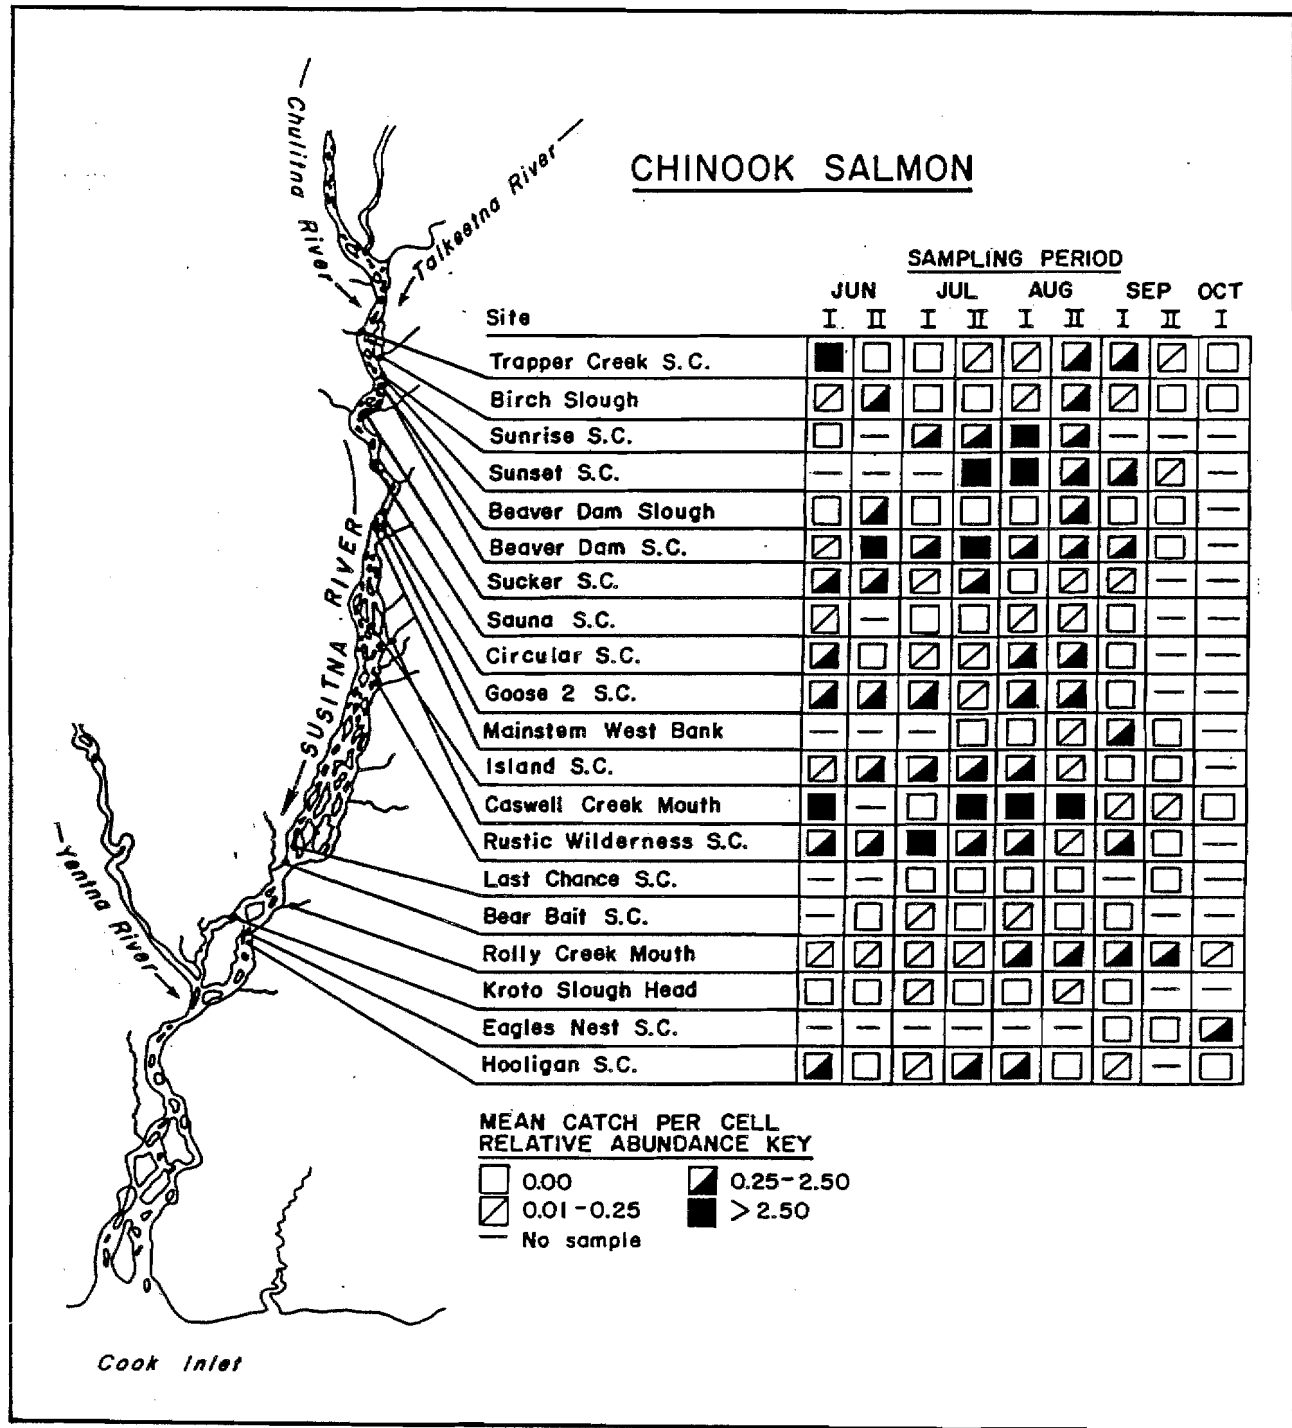 CHINOOK SALMON
Chulitna River
Talkeetna River
SUSITNA RIVER
Yentna River
Cook Inlet
SAMPLING PERIOD
JUN JUL AUG SEP OCT
Site I II I II I II I II I
Trapper Creek S.C.
Birch Slough
Sunrise S.C.
Sunset S.C.
Beaver Dam Slough
Beaver Dam S.C.
Sucker S.C.
Sauna S.C.
Circular S.C.
Goose 2 S.C.
Mainstem West Bank
Island S.C.
Caswell Creek Mouth
Rustic Wilderness S.C.
Last Chance S.C.
Bear Bait S.C.
Rolly Creek Mouth
Kroto Slough Head
Eagles Nest S.C.
Hooligan S.C.
MEAN CATCH PER CELL
RELATIVE ABUNDANCE KEY
0.00
0.01-0.25
No sample
0.25-2.50
>2.50